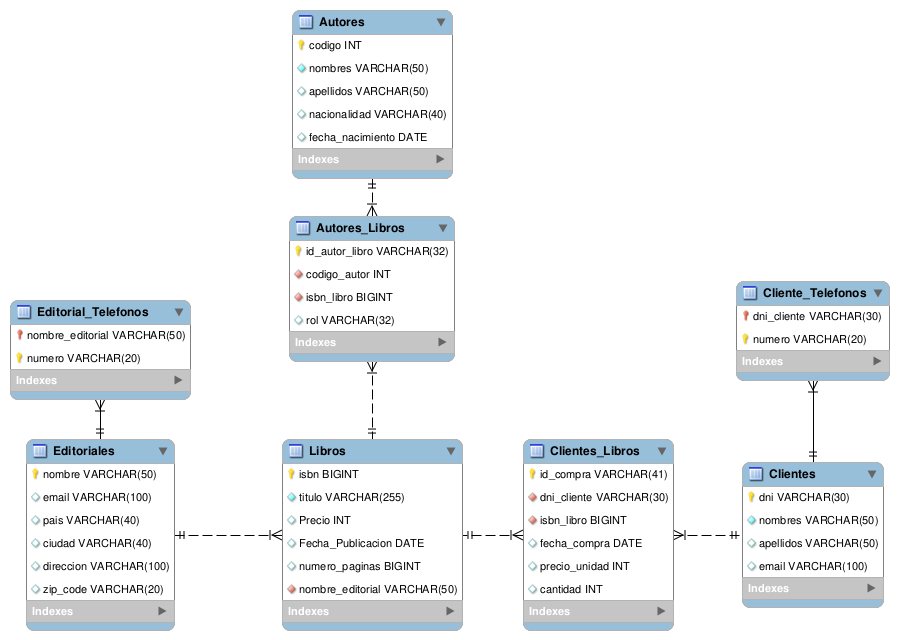 Autores
codigo INT
nombres VARCHAR(50)
apellidos VARCHAR(50)
nacionalidad VARCHAR(40)
fecha_nacimiento DATE
Indexes
Autores_Libros
id_autor_libro VARCHAR(32)
codigo_autor INT
isbn_libro BIGINT
rol VARCHAR(32)
Indexes
Editorial_Telefonos
nombre_editorial VARCHAR(50)
numero VARCHAR(20)
Indexes
Cliente_Telefonos
dni_cliente VARCHAR(30)
numero VARCHAR(20)
Indexes
Editoriales
nombre VARCHAR(50)
email VARCHAR(100)
pais VARCHAR(40)
ciudad VARCHAR(40)
direccion VARCHAR(100)
zip_code VARCHAR(20)
Indexes
Libros
isbn BIGINT
titulo VARCHAR(255)
Precio INT
Fecha_Publicacion DATE
numero_paginas BIGINT
nombre_editorial VARCHAR(50)
Indexes
Clientes_Libros
id_compra VARCHAR(41)
dni_cliente VARCHAR(30)
isbn_libro BIGINT
fecha_compra DATE
precio_unidad INT
cantidad INT
Indexes
Clientes
dni VARCHAR(30)
nombres VARCHAR(50)
apellidos VARCHAR(50)
email VARCHAR(100)
Indexes